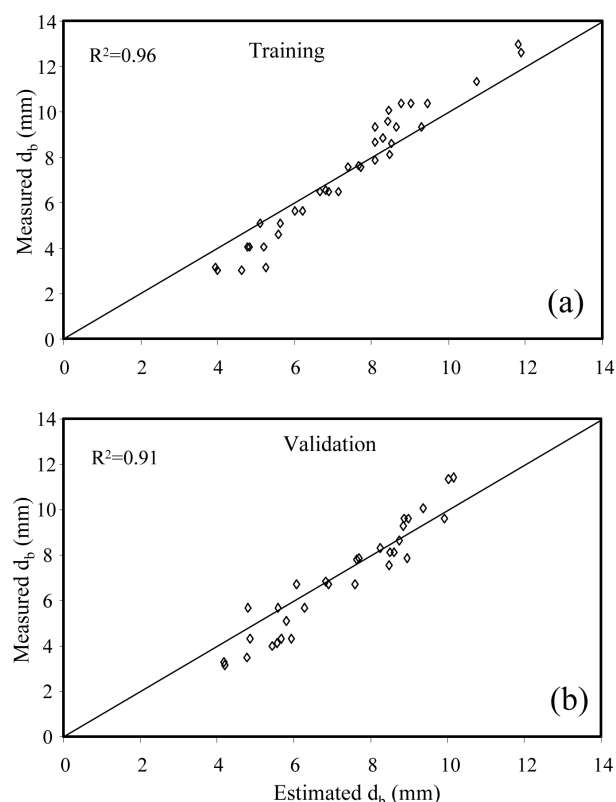 14
R²=0.96
Training
12
10
8
6
4
2
0
Measured d_b (mm)
(a)
0 2 4 6 8 10 12 14
14
R²=0.91
Validation
12
10
8
6
4
2
0
Measured d_b (mm)
(b)
0 2 4 6 8 10 12 14
Estimated d_b (mm)